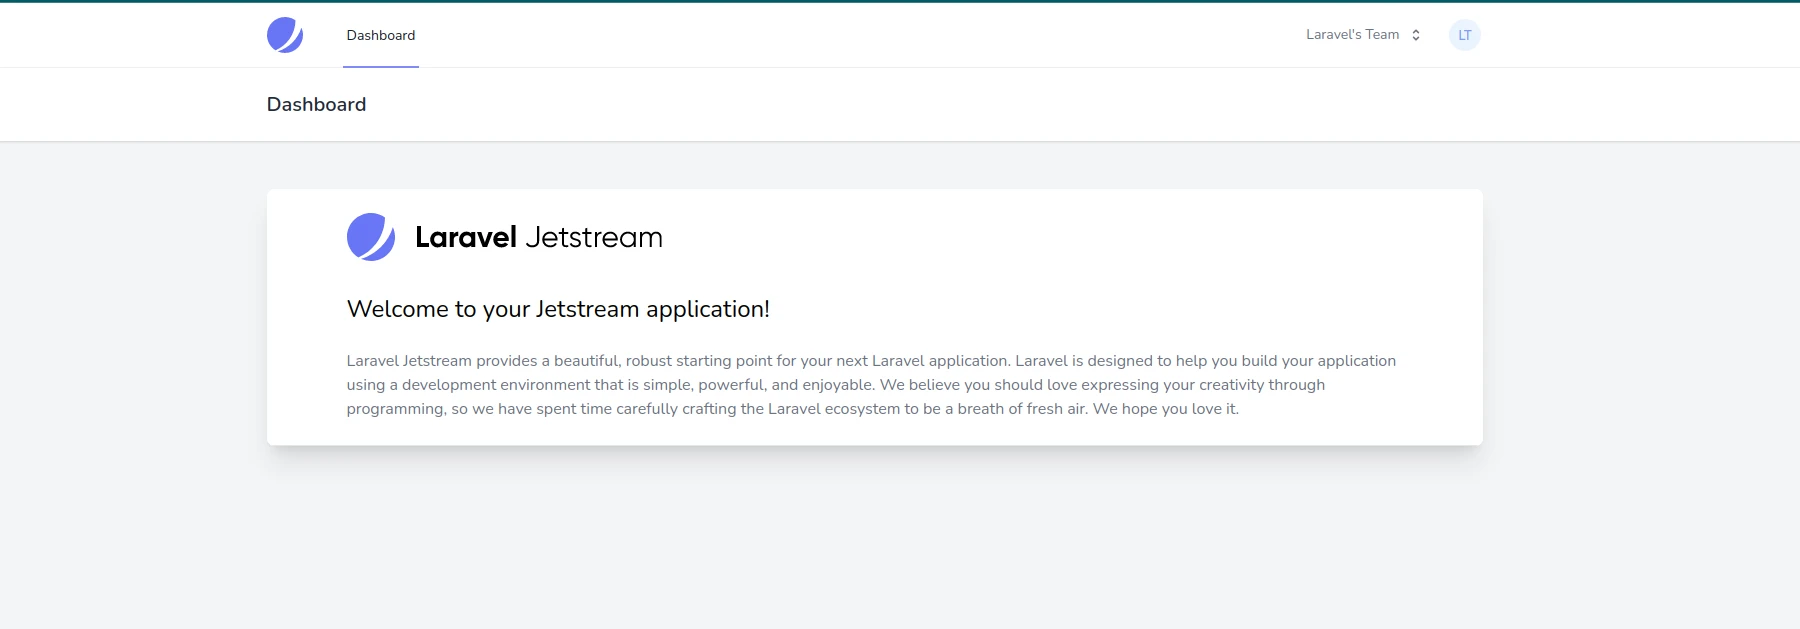 Dashboard
Laravel's Team
LT
Dashboard
Laravel Jetstream
Welcome to your Jetstream application!
Laravel Jetstream provides a beautiful, robust starting point for your next Laravel application. Laravel is designed to help you build your application
using a development environment that is simple, powerful, and enjoyable. We believe you should love expressing your creativity through
programming, so we have spent time carefully crafting the Laravel ecosystem to be a breath of fresh air. We hope you love it.